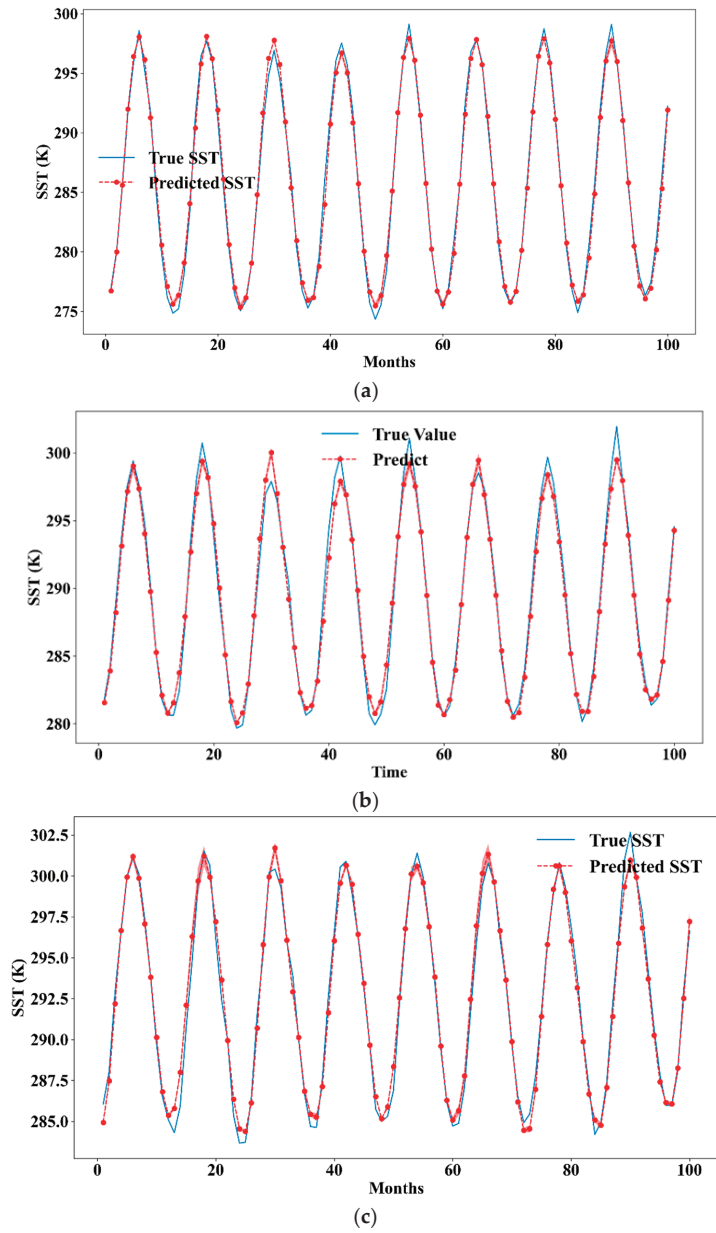 300
295
290
285
280
275
SST (K)
True SST
Predicted SST
0 20 40 60 80 100
Months
(a)
300
295
290
285
280
SST (K)
True Value
Predict
0 20 40 60 80 100
Time
(b)
302.5
300.0
297.5
295.0
292.5
290.0
287.5
285.0
SST (K)
True SST
Predicted SST
0 20 40 60 80 100
Months
(c)